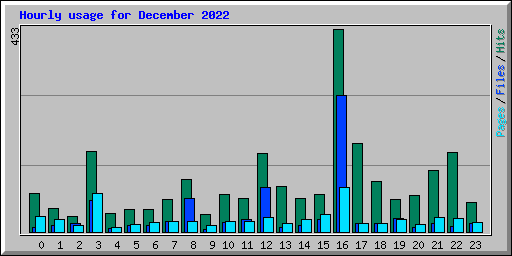 Hourly usage for December 2022
433
Pages/Files/Hits
0 1 2 3 4 5 6 7 8 9 10 11 12 13 14 15 16 17 18 19 20 21 22 23